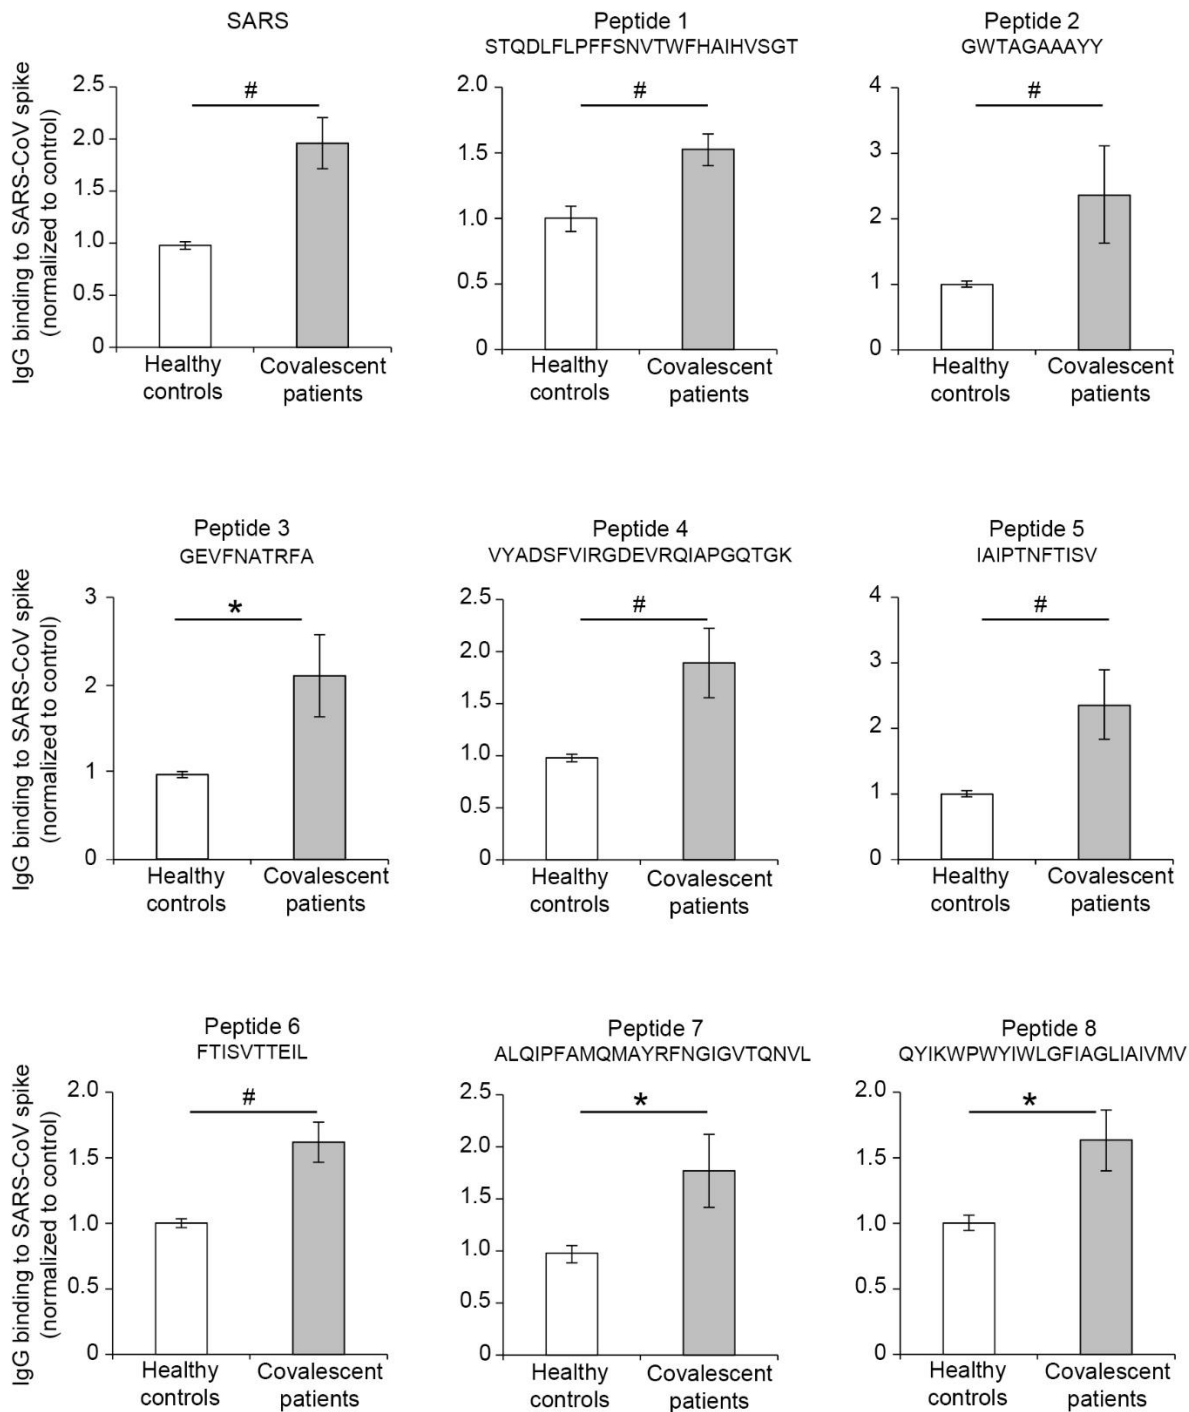 SARS
Peptide 1
STQDLFLPFFSNVTWFHAIHVSGT
Peptide 2
GWTAGAAAYY
IgG binding to SARS-CoV spike
(normalized to control)
2.5
2.0
1.5
1.0
0.5
0
#
Healthy
controls
Covalescent
patients
2.0
1.5
1.0
0.5
0
#
Healthy
controls
Covalescent
patients
4
3
2
1
0
#
Healthy
controls
Covalescent
patients
Peptide 3
GEVFNATRFA
Peptide 4
VYADSFVIRGDEVRQIAPGQTGK
Peptide 5
IAIPTNFTISV
IgG binding to SARS-CoV spike
(normalized to control)
3
2
1
0
*
Healthy
controls
Covalescent
patients
2.5
2.0
1.5
1.0
0.5
0
#
Healthy
controls
Covalescent
patients
4
3
2
1
0
#
Healthy
controls
Covalescent
patients
Peptide 6
FTISVTTEIL
Peptide 7
ALQIPFAMQMAYRFNGIGVTQNVL
Peptide 8
QYIKWPWYIWLGFIAGLIAIVMV
IgG binding to SARS-CoV spike
(normalized to control)
2.0
1.5
1.0
0.5
0
#
Healthy
controls
Covalescent
patients
2.5
2.0
1.5
1.0
0.5
0
*
Healthy
controls
Covalescent
patients
2.0
1.5
1.0
0.5
0
*
Healthy
controls
Covalescent
patients